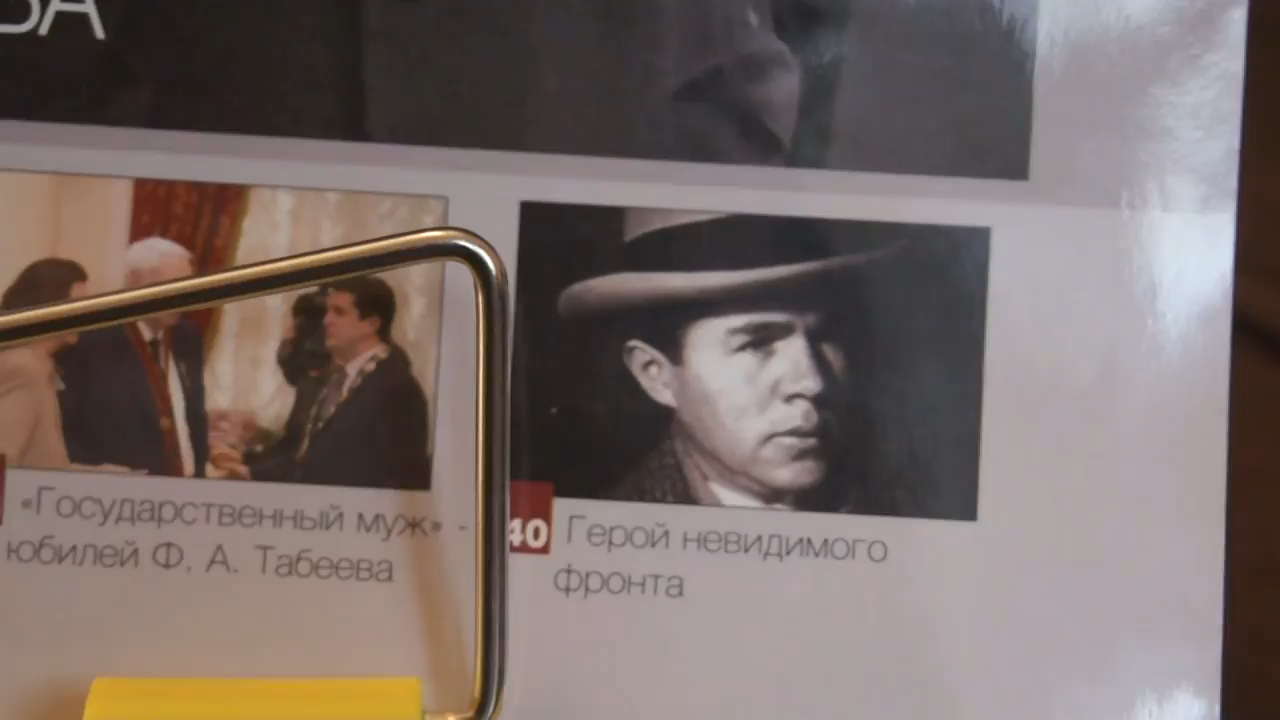 «Государственный муж» -
юбилей Ф. А. Табеева
40 Герой невидимого
фронта